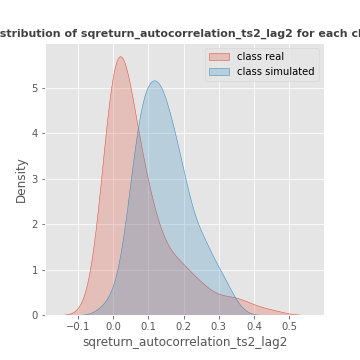 stribution of sqreturn_autocorrelation_ts2_lag2 for each cl
class real
class simulated
Density
5
4
3
2
1
0
−0.1 0.0 0.1 0.2 0.3 0.4 0.5
sqreturn_autocorrelation_ts2_lag2